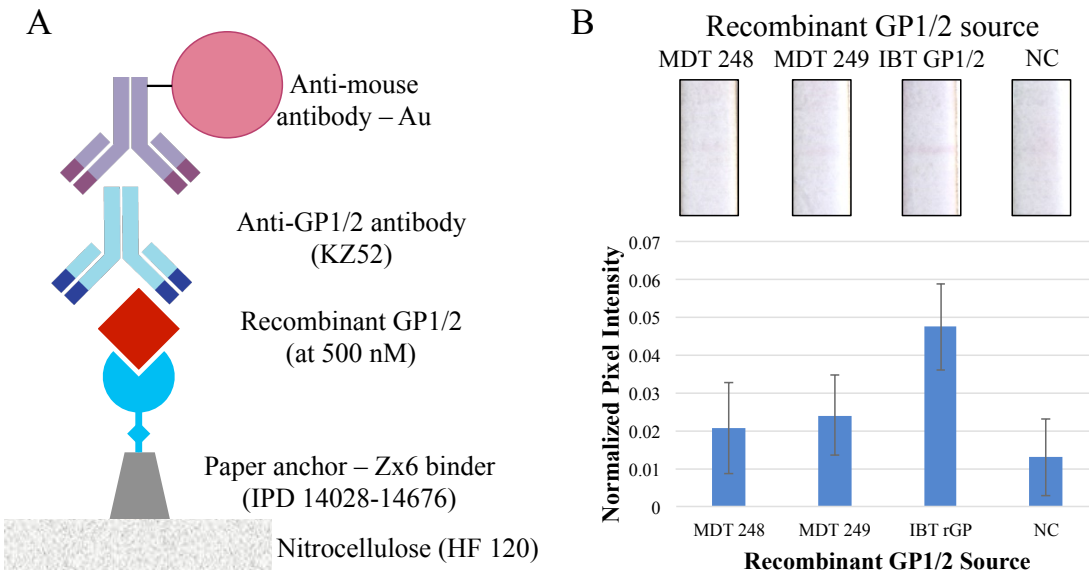 A
Anti-mouse
antibody – Au
Anti-GP1/2 antibody
(KZ52)
Recombinant GP1/2
(at 500 nM)
Paper anchor – Zx6 binder
(IPD 14028-14676)
Nitrocellulose (HF 120)
B
Recombinant GP1/2 source
MDT 248 MDT 249 IBT GP1/2 NC
Normalized Pixel Intensity
0.07
0.06
0.05
0.04
0.03
0.02
0.01
0
MDT 248 MDT 249 IBT rGP NC
Recombinant GP1/2 Source